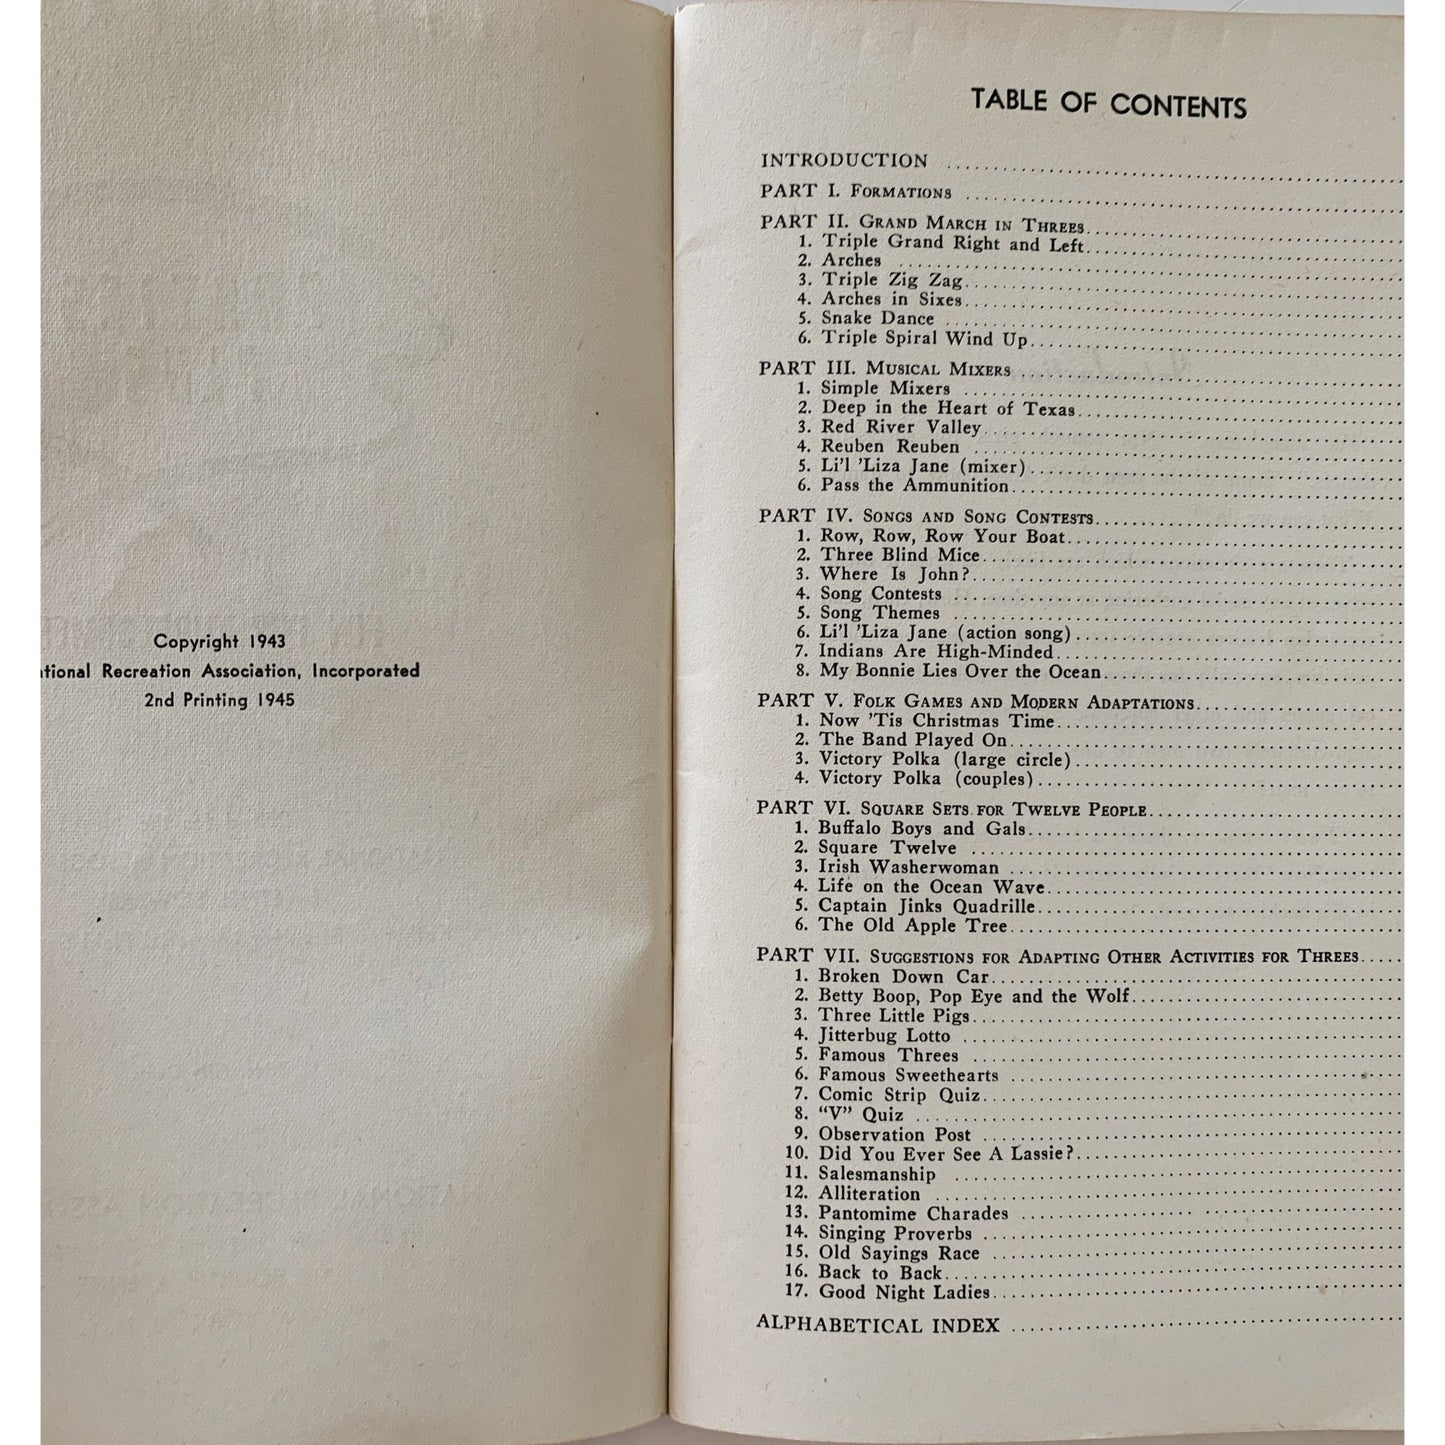 Copyright 1943
tional Recreation Association, Incorporated
2nd Printing 1945
TABLE OF CONTENTS
INTRODUCTION
PART I. FORMATIONS
PART II. GRAND MARCH IN THREES
1. Triple Grand Right and Left
2. Arches
3. Triple Zig Zag
4. Arches in Sixes
5. Snake Dance
6. Triple Spiral Wind Up
PART III. MUSICAL MIXERS
1. Simple Mixers
2. Deep in the Heart of Texas
3. Red River Valley
4. Reuben Reuben
5. Li'l 'Liza Jane (mixer)
6. Pass the Ammunition
PART IV. SONGS AND SONG CONTESTS
1. Row, Row, Row Your Boat
2. Three Blind Mice
3. Where Is John?
4. Song Contests
5. Song Themes
6. Li'l 'Liza Jane (action song)
7. Indians Are High-Minded
8. My Bonnie Lies Over the Ocean
PART V. FOLK GAMES AND MODERN ADAPTATIONS
1. Now 'Tis Christmas Time
2. The Band Played On
3. Victory Polka (large circle)
4. Victory Polka (couples)
PART VI. SQUARE SETS FOR TWELVE PEOPLE
1. Buffalo Boys and Gals
2. Square Twelve
3. Irish Washerwoman
4. Life on the Ocean Wave
5. Captain Jinks Quadrille
6. The Old Apple Tree
PART VII. SUGGESTIONS FOR ADAPTING OTHER ACTIVITIES FOR THREES
1. Broken Down Car
2. Betty Boop, Pop Eye and the Wolf
3. Three Little Pigs
4. Jitterbug Lotto
5. Famous Threes
6. Famous Sweethearts
7. Comic Strip Quiz
8. "V" Quiz
9. Observation Post
10. Did You Ever See A Lassie?
11. Salesmanship
12. Alliteration
13. Pantomime Charades
14. Singing Proverbs
15. Old Sayings Race
16. Back to Back
17. Good Night Ladies
ALPHABETICAL INDEX